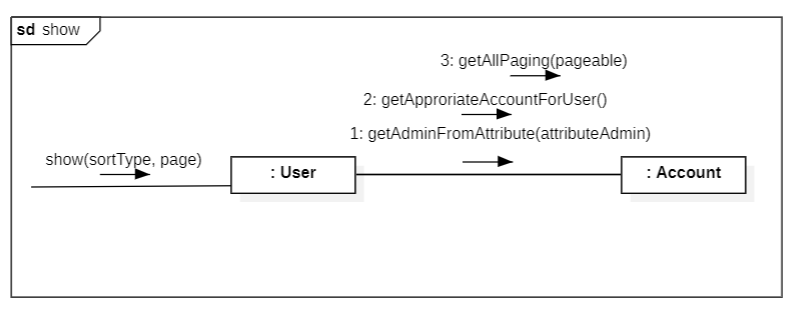 sd show
3: getAllPaging(pageable)
2: getApproriateAccountForUser()
1: getAdminFromAttribute(attributeAdmin)
show(sortType, page)
: User
: Account